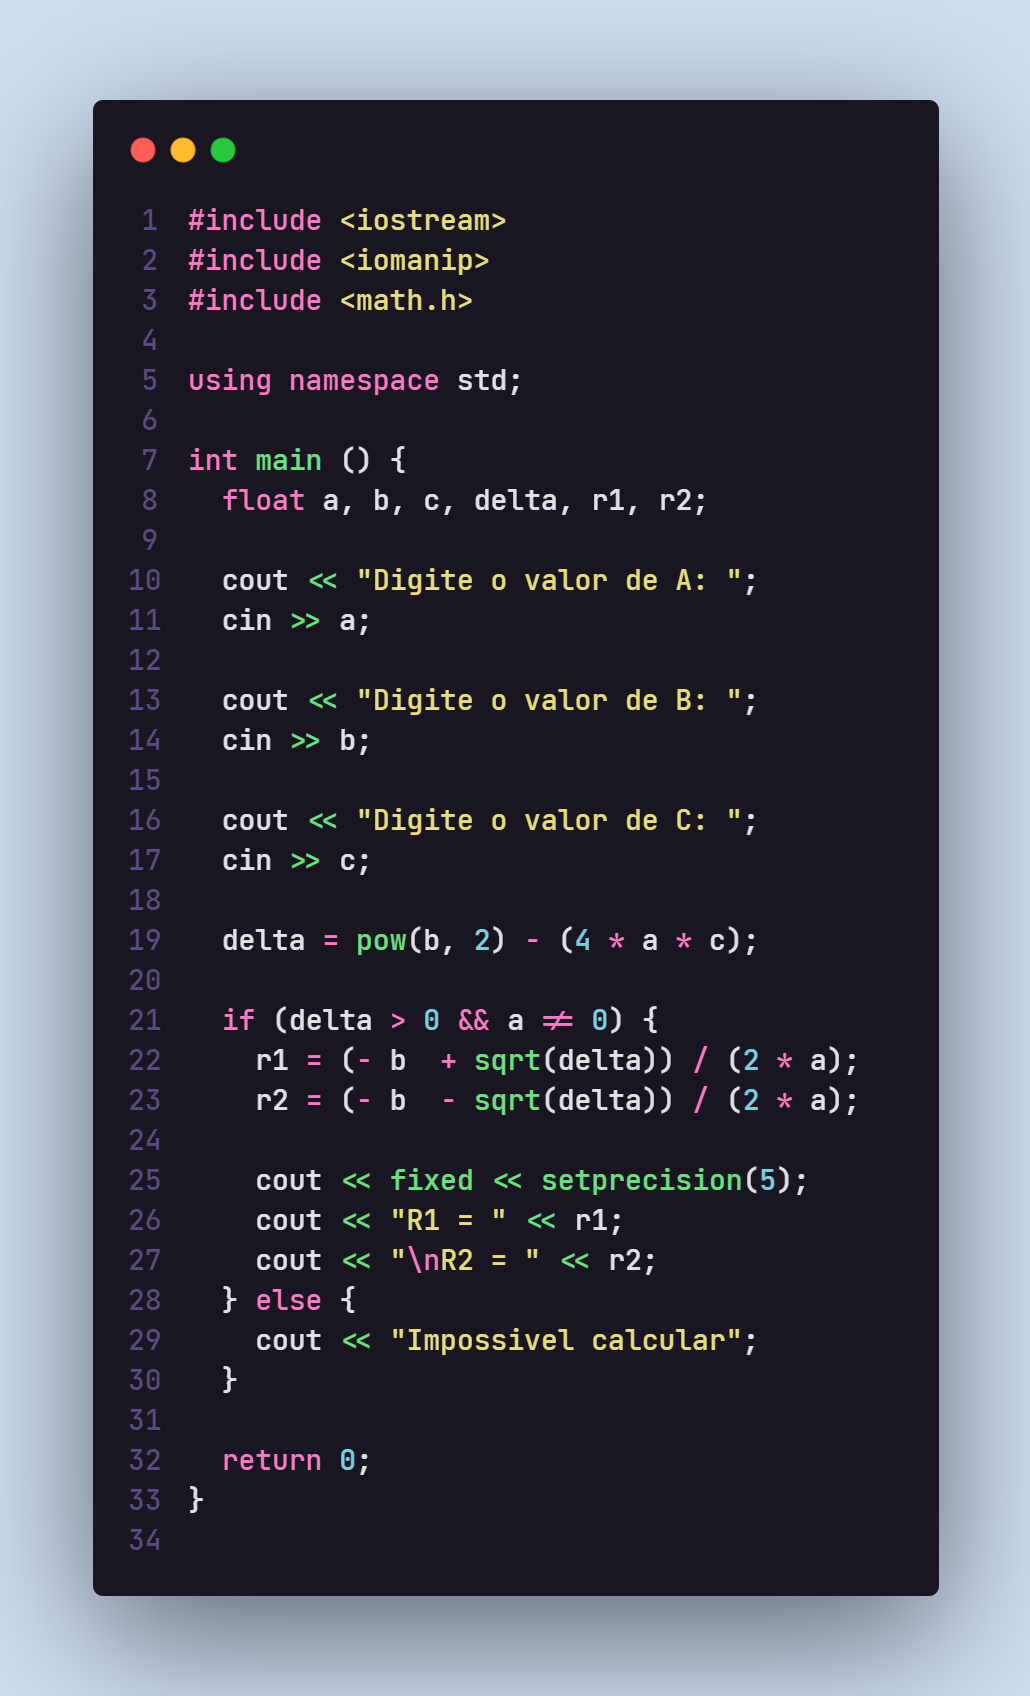 1 #include <iostream>
2 #include <iomanip>
3 #include <math.h>
4
5 using namespace std;
6
7 int main () {
8   float a, b, c, delta, r1, r2;
9
10   cout << "Digite o valor de A: ";
11   cin >> a;
12
13   cout << "Digite o valor de B: ";
14   cin >> b;
15
16   cout << "Digite o valor de C: ";
17   cin >> c;
18
19   delta = pow(b, 2) - (4 * a * c);
20
21   if (delta > 0 && a != 0) {
22     r1 = (- b  + sqrt(delta)) / (2 * a);
23     r2 = (- b  - sqrt(delta)) / (2 * a);
24
25     cout << fixed << setprecision(5);
26     cout << "R1 = " << r1;
27     cout << "\nR2 = " << r2;
28   } else {
29     cout << "Impossivel calcular";
30   }
31
32   return 0;
33 }
34